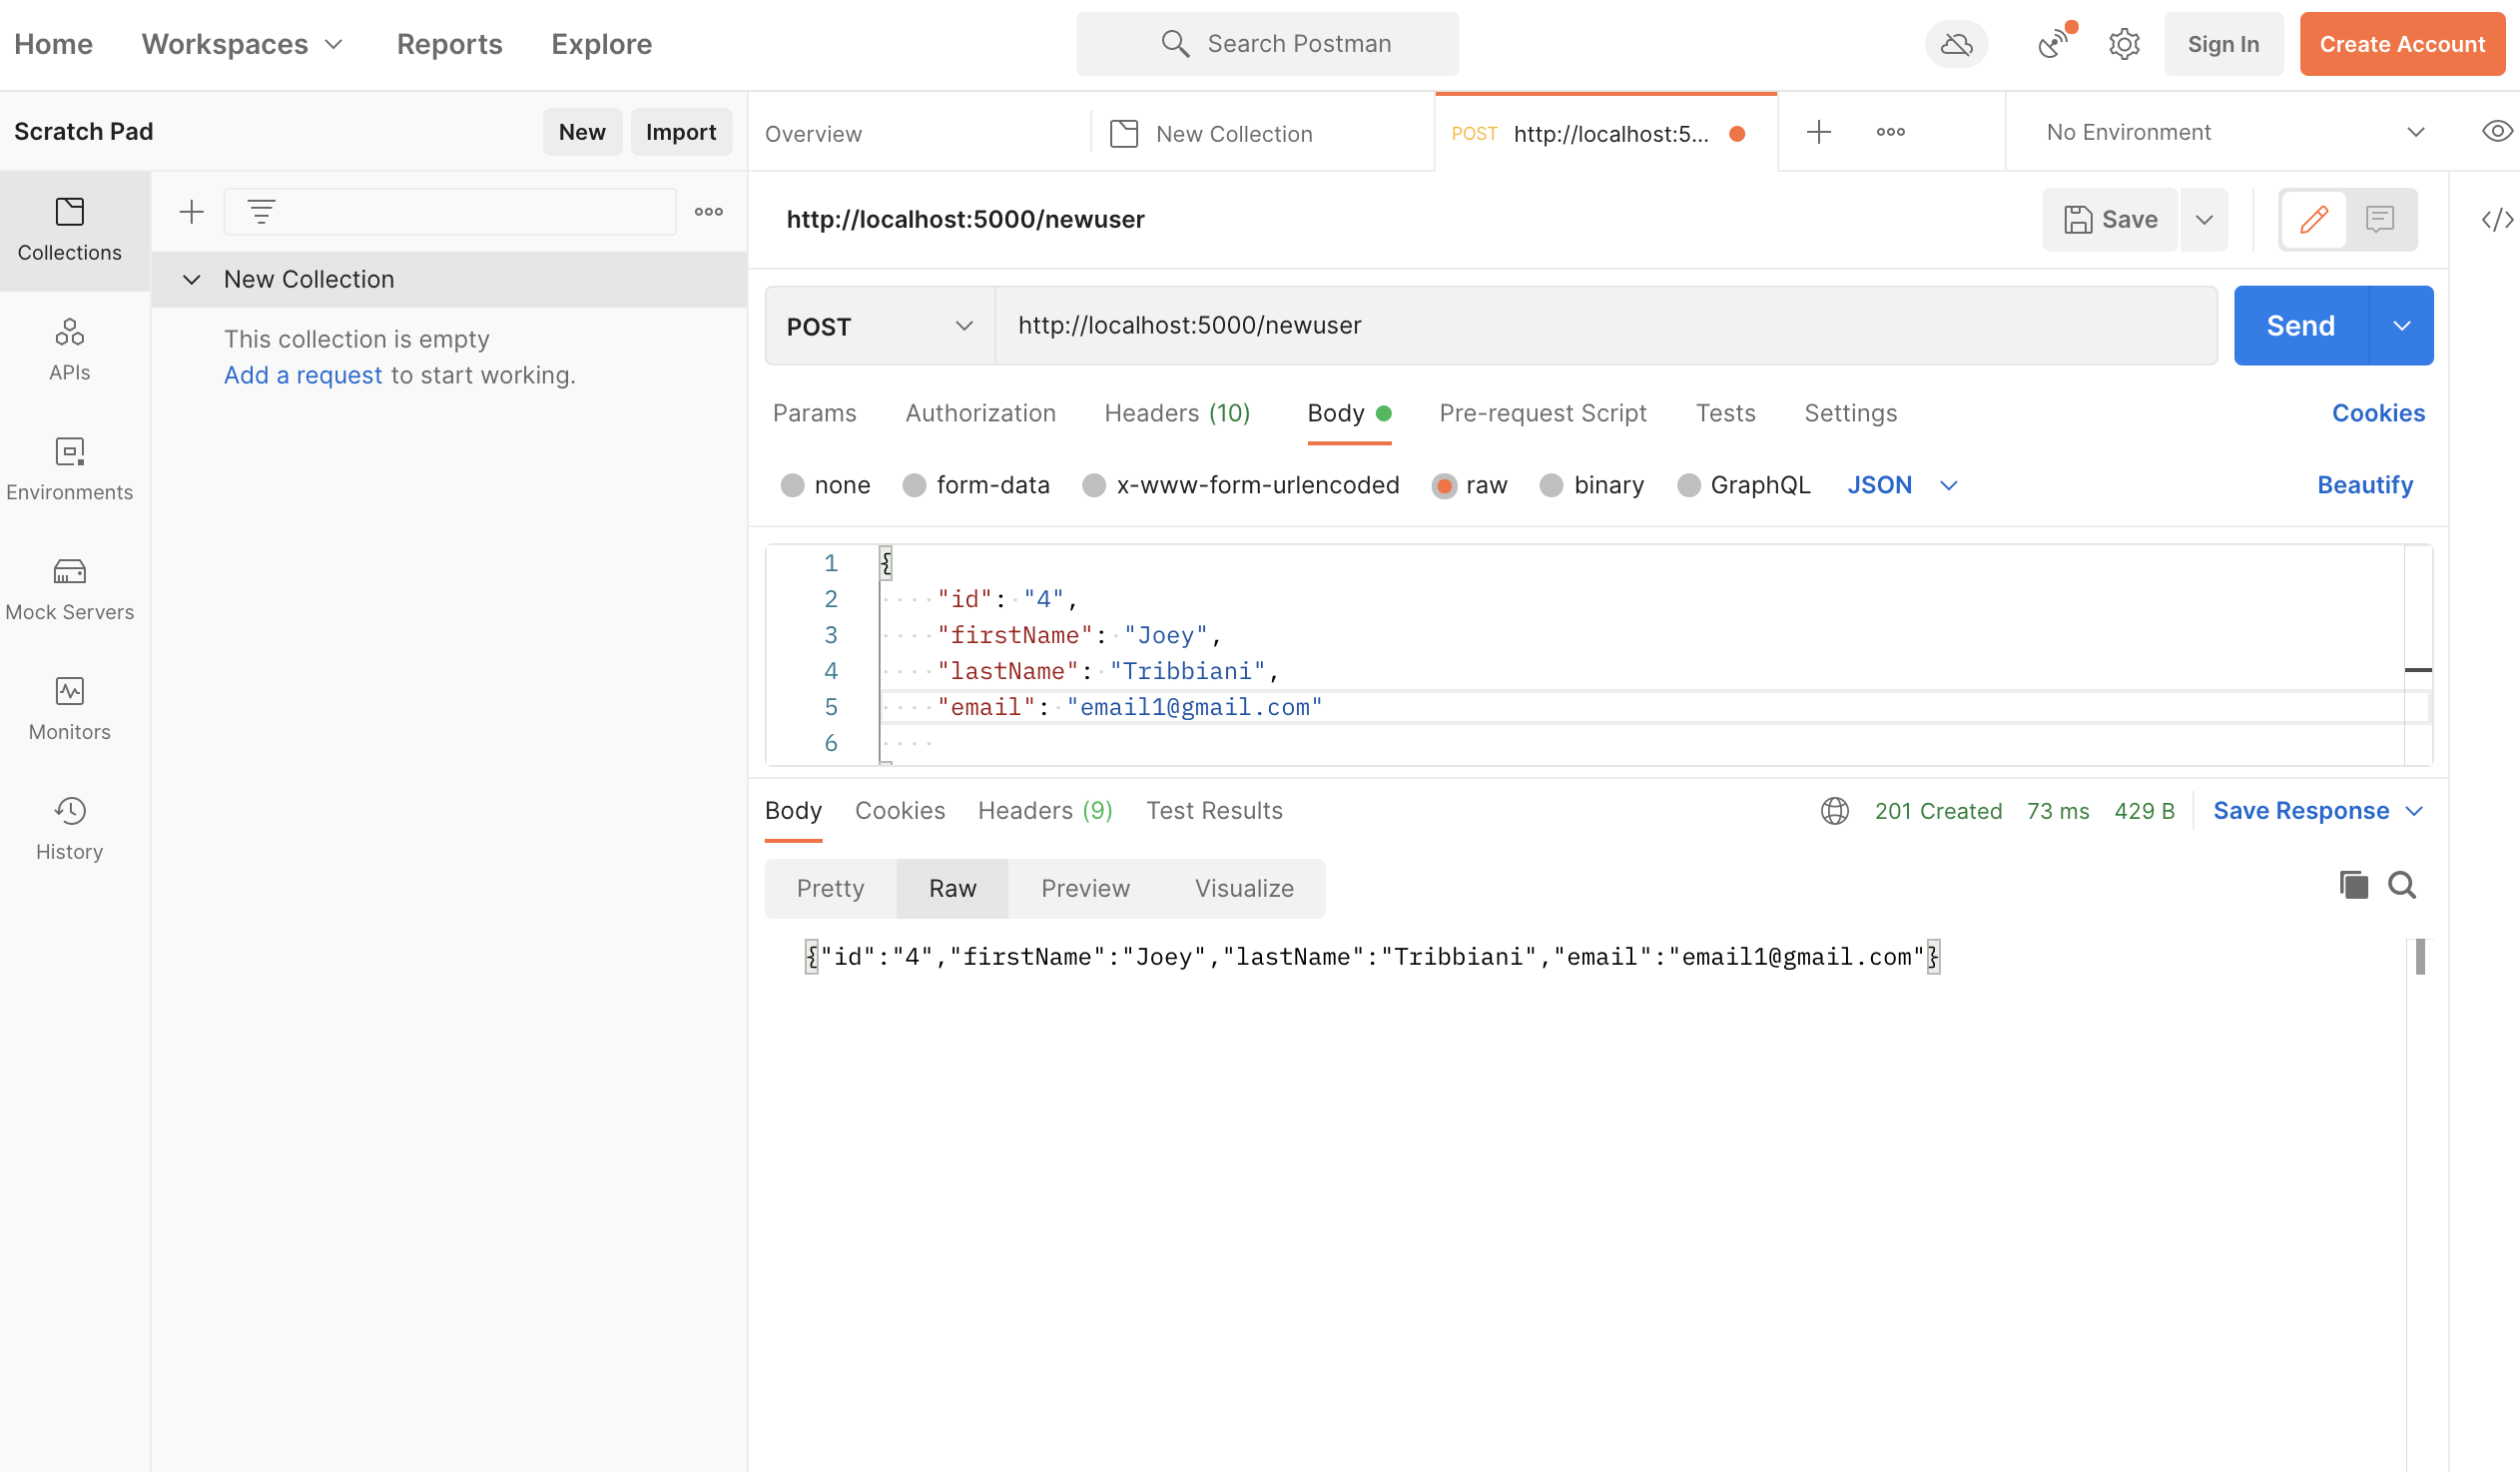 Home Workspaces Reports Explore Search Postman Sign In Create Account
Scratch Pad New Import Overview New Collection POST http://localhost:5... No Environment
Collections
APIs
Environments
Mock Servers
Monitors
History
New Collection
This collection is empty
Add a request to start working.
http://localhost:5000/newuser Save
POST http://localhost:5000/newuser Send
Params Authorization Headers (10) Body Pre-request Script Tests Settings Cookies
none form-data x-www-form-urlencoded raw binary GraphQL JSON Beautify
1 {
2 "id": "4",
3 "firstName": "Joey",
4 "lastName": "Tribbiani",
5 "email": "email1@gmail.com"
6
Body Cookies Headers (9) Test Results 201 Created 73 ms 429 B Save Response
Pretty Raw Preview Visualize
{"id":"4","firstName":"Joey","lastName":"Tribbiani","email":"email1@gmail.com"}